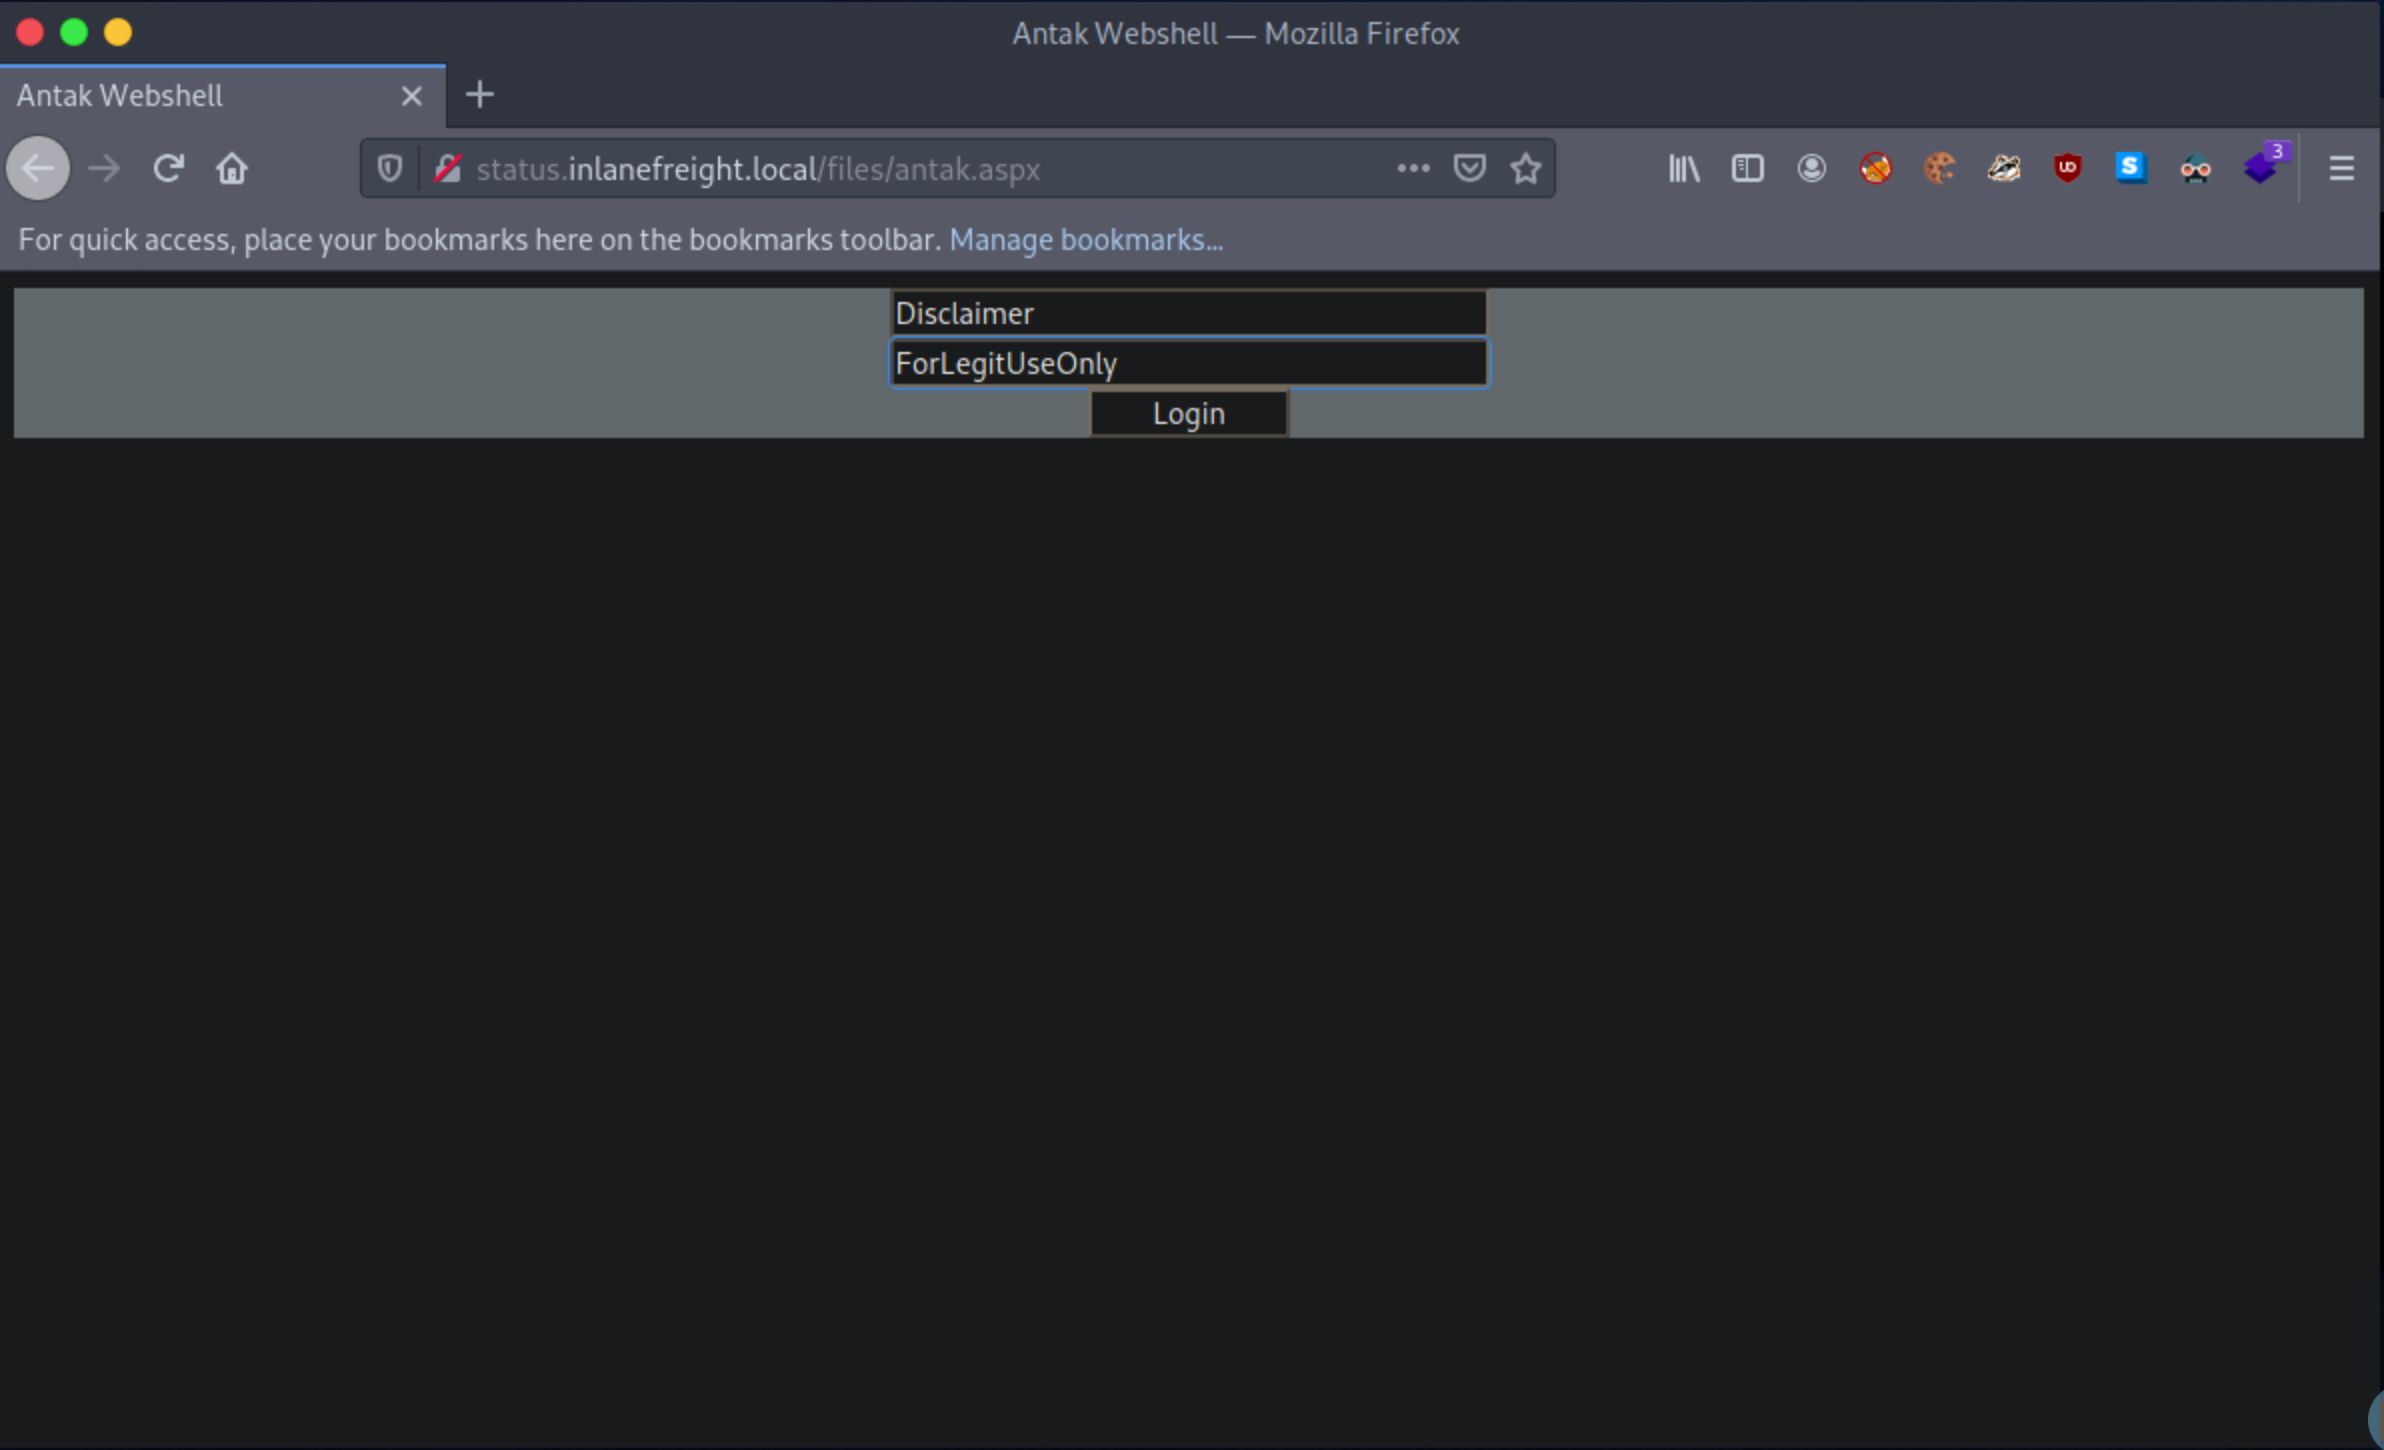 Antak Webshell — Mozilla Firefox
Antak Webshell
status.inlanefreight.local/files/antak.aspx
UD
S
3
For quick access, place your bookmarks here on the bookmarks toolbar. Manage bookmarks...
Disclaimer
ForLegitUseOnly
Login